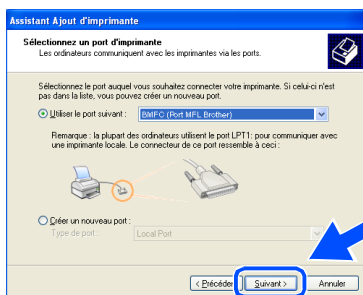 Assistant Ajout d'imprimante
Sélectionnez un port d'imprimante
Les ordinateurs communiquent avec les imprimantes via les ports.
Sélectionnez le port auquel vous souhaitez connecter votre imprimante. Si celui-ci n'est
pas dans la liste, vous pouvez créer un nouveau port.
Utiliser le port suivant : BMFC (Port MFL Brother)
Remarque : la plupart des ordinateurs utilisent le port LPT1: pour communiquer avec
une imprimante locale. Le connecteur de ce port ressemble à ceci :
Créer un nouveau port :
Type de port : Local Port
< Précéden Suivant > Annuler